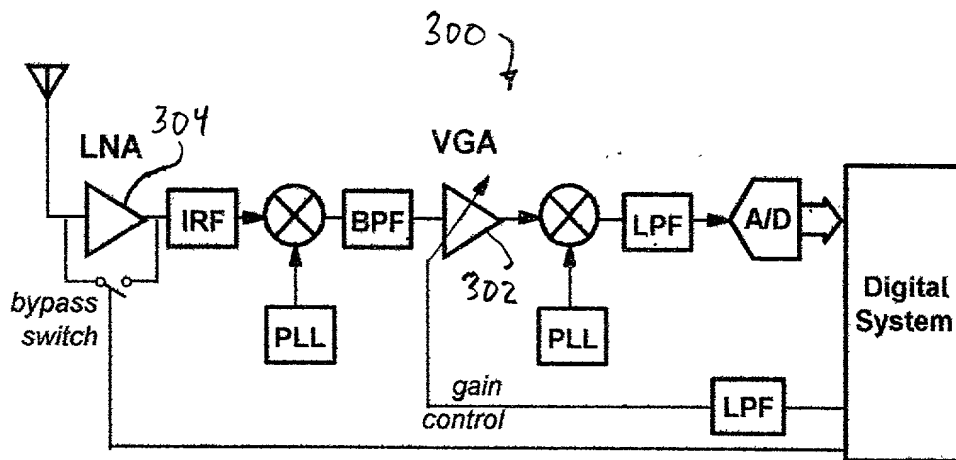 300
304
LNA
VGA
IRF
BPF
LPF
A/D
302
bypass
switch
PLL
PLL
Digital
System
gain
control
LPF